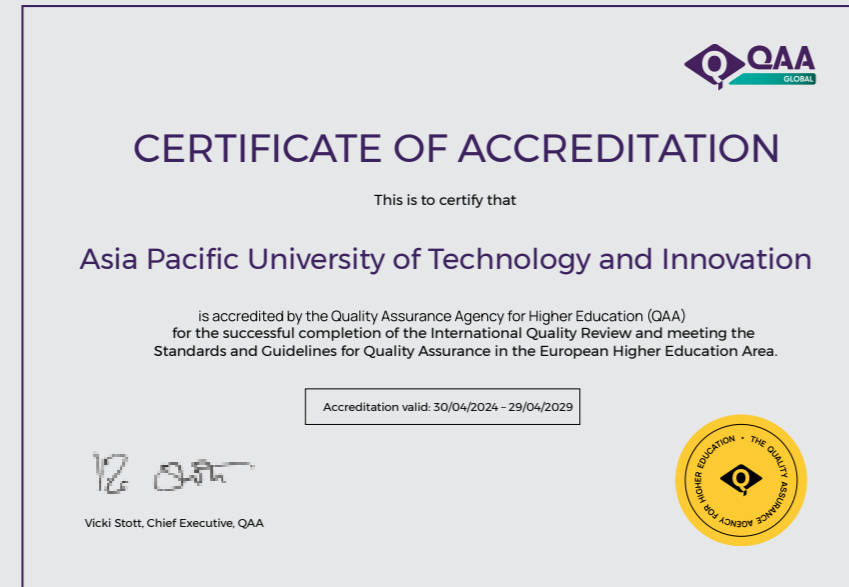 QAA
GLOBAL
CERTIFICATE OF ACCREDITATION
This is to certify that
Asia Pacific University of Technology and Innovation
is accredited by the Quality Assurance Agency for Higher Education (QAA)
for the successful completion of the International Quality Review and meeting the
Standards and Guidelines for Quality Assurance in the European Higher Education Area.
Accreditation valid: 30/04/2024 – 29/04/2029
Vicki Stott, Chief Executive, QAA
THE QUALITY ASSURANCE AGENCY FOR HIGHER EDUCATION •